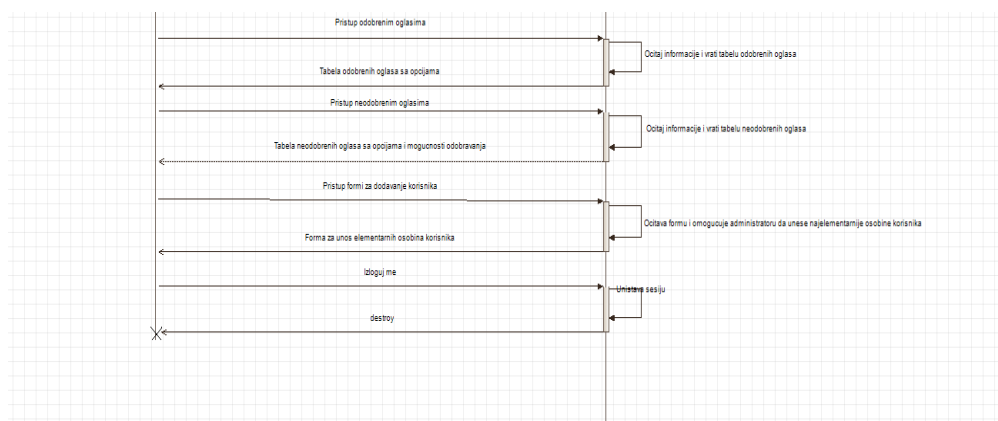 Pristup odobrenim oglasima
Ocitaj informacije i vrati tabelu odobrenih oglasa
Tabela odobrenih oglasa sa opcijama
Pristup neodobrenim oglasima
Ocitaj informacije i vrati tabelu neodobrenih oglasa
Tabela neodobrenih oglasa sa opcijama i mogucnosti odobravanja
Pristup formi za dodavanje korisnika
Ocitava formu i omogucuje administratoru da unese najelementarnije osobine korisnika
Forma za unos elementarnih osobina korisnika
Izloguj me
Unistava sesiju
destroy